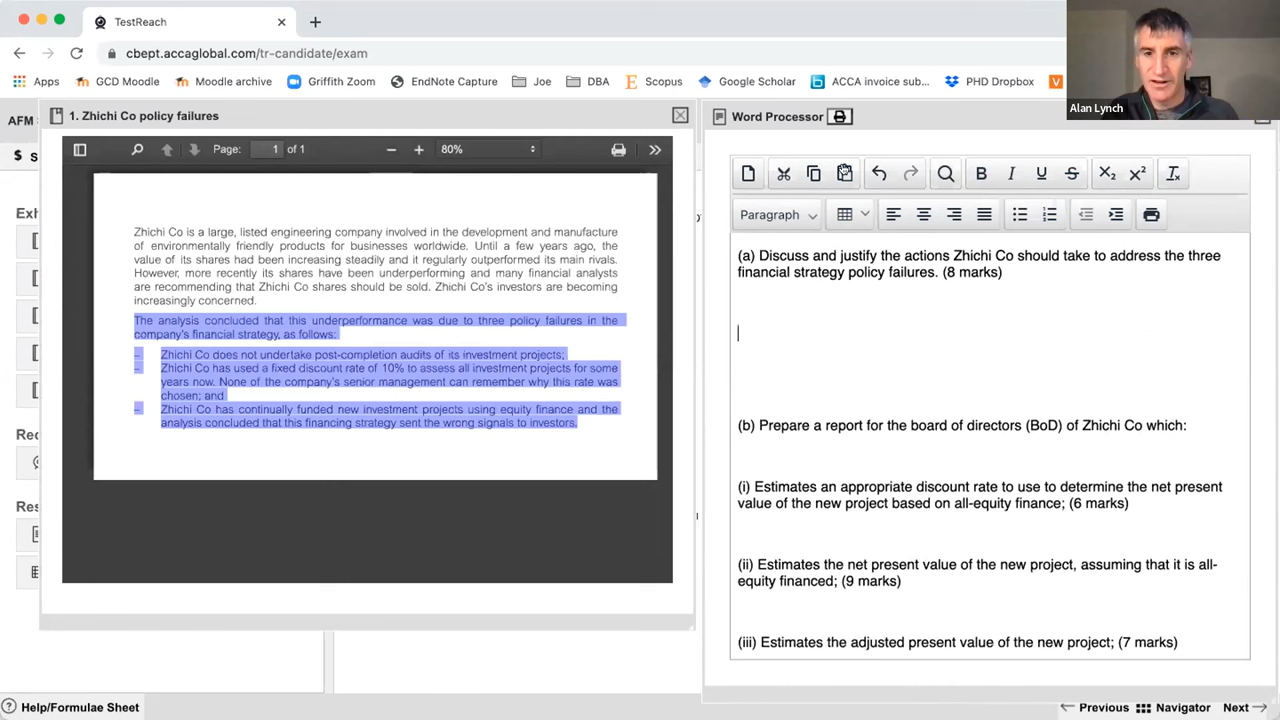 TestReach
cbept.accaglobal.com/tr-candidate/exam
Apps GCD Moodle Moodle archive Griffith Zoom EndNote Capture Joe DBA Scopus Google Scholar ACCA invoice sub... PHD Dropbox
Alan Lynch
AFM
1. Zhichi Co policy failures
Page: 1 of 1 80%
Zhichi Co is a large, listed engineering company involved in the development and manufacture
of environmentally friendly products for businesses worldwide. Until a few years ago, the
value of its shares had been increasing steadily and it regularly outperformed its main rivals.
However, more recently its shares have been underperforming and many financial analysts
are recommending that Zhichi Co shares should be sold. Zhichi Co's investors are becoming
increasingly concerned.
The analysis concluded that this underperformance was due to three policy failures in the
company's financial strategy, as follows:
– Zhichi Co does not undertake post-completion audits of its investment projects;
– Zhichi Co has used a fixed discount rate of 10% to assess all investment projects for some
years now. None of the company's senior management can remember why this rate was
chosen; and
– Zhichi Co has continually funded new investment projects using equity finance and the
analysis concluded that this financing strategy sent the wrong signals to investors.
$ S
Exh
Rec
Res
Word Processor
Paragraph
(a) Discuss and justify the actions Zhichi Co should take to address the three
financial strategy policy failures. (8 marks)
(b) Prepare a report for the board of directors (BoD) of Zhichi Co which:
(i) Estimates an appropriate discount rate to use to determine the net present
value of the new project based on all-equity finance; (6 marks)
(ii) Estimates the net present value of the new project, assuming that it is all-
equity financed; (9 marks)
(iii) Estimates the adjusted present value of the new project; (7 marks)
Help/Formulae Sheet
Previous Navigator Next